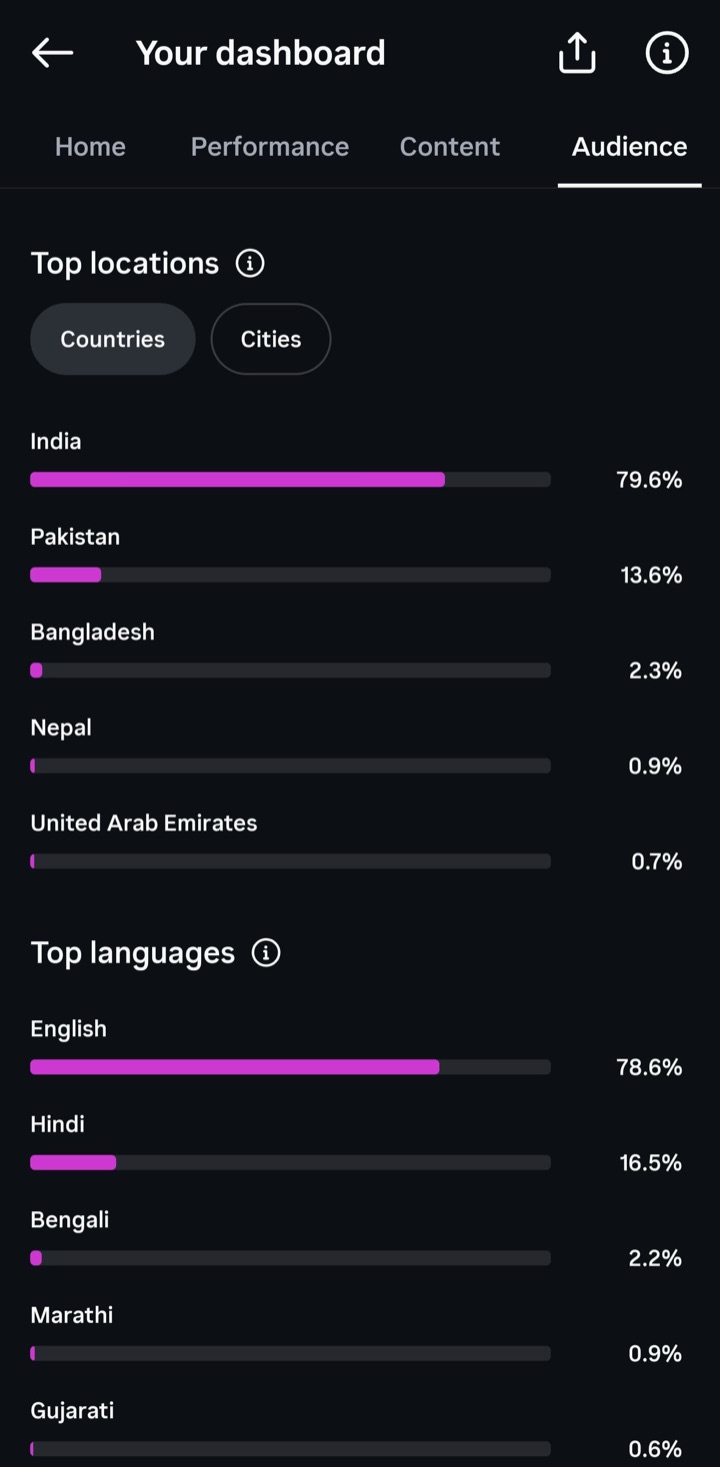 Your dashboard
Home Performance Content Audience
Top locations
Countries Cities
India
79.6%
Pakistan
13.6%
Bangladesh
2.3%
Nepal
0.9%
United Arab Emirates
0.7%
Top languages
English
78.6%
Hindi
16.5%
Bengali
2.2%
Marathi
0.9%
Gujarati
0.6%